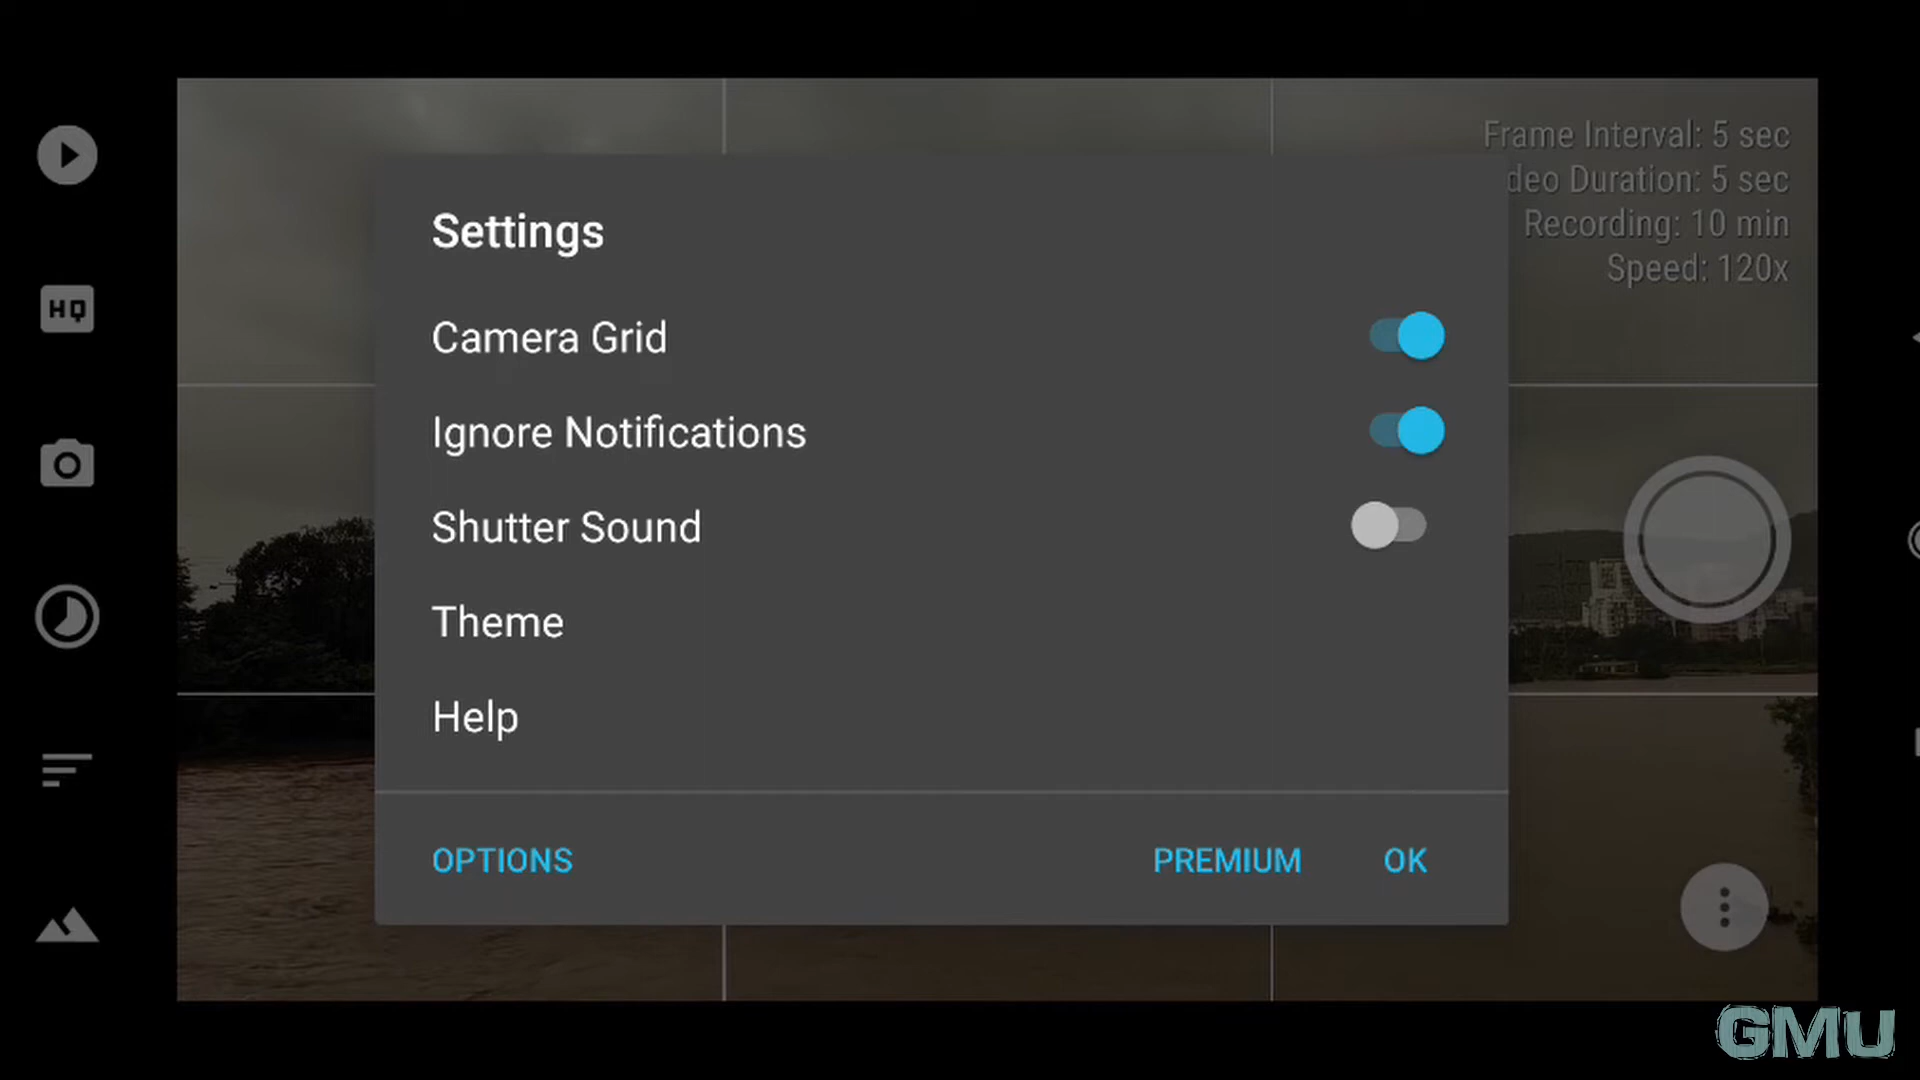 Frame Interval: 5 sec
deo Duration: 5 sec
Recording: 10 min
Speed: 120x
HQ
Settings
Camera Grid
Ignore Notifications
Shutter Sound
Theme
Help
OPTIONS
PREMIUM
OK
GMU